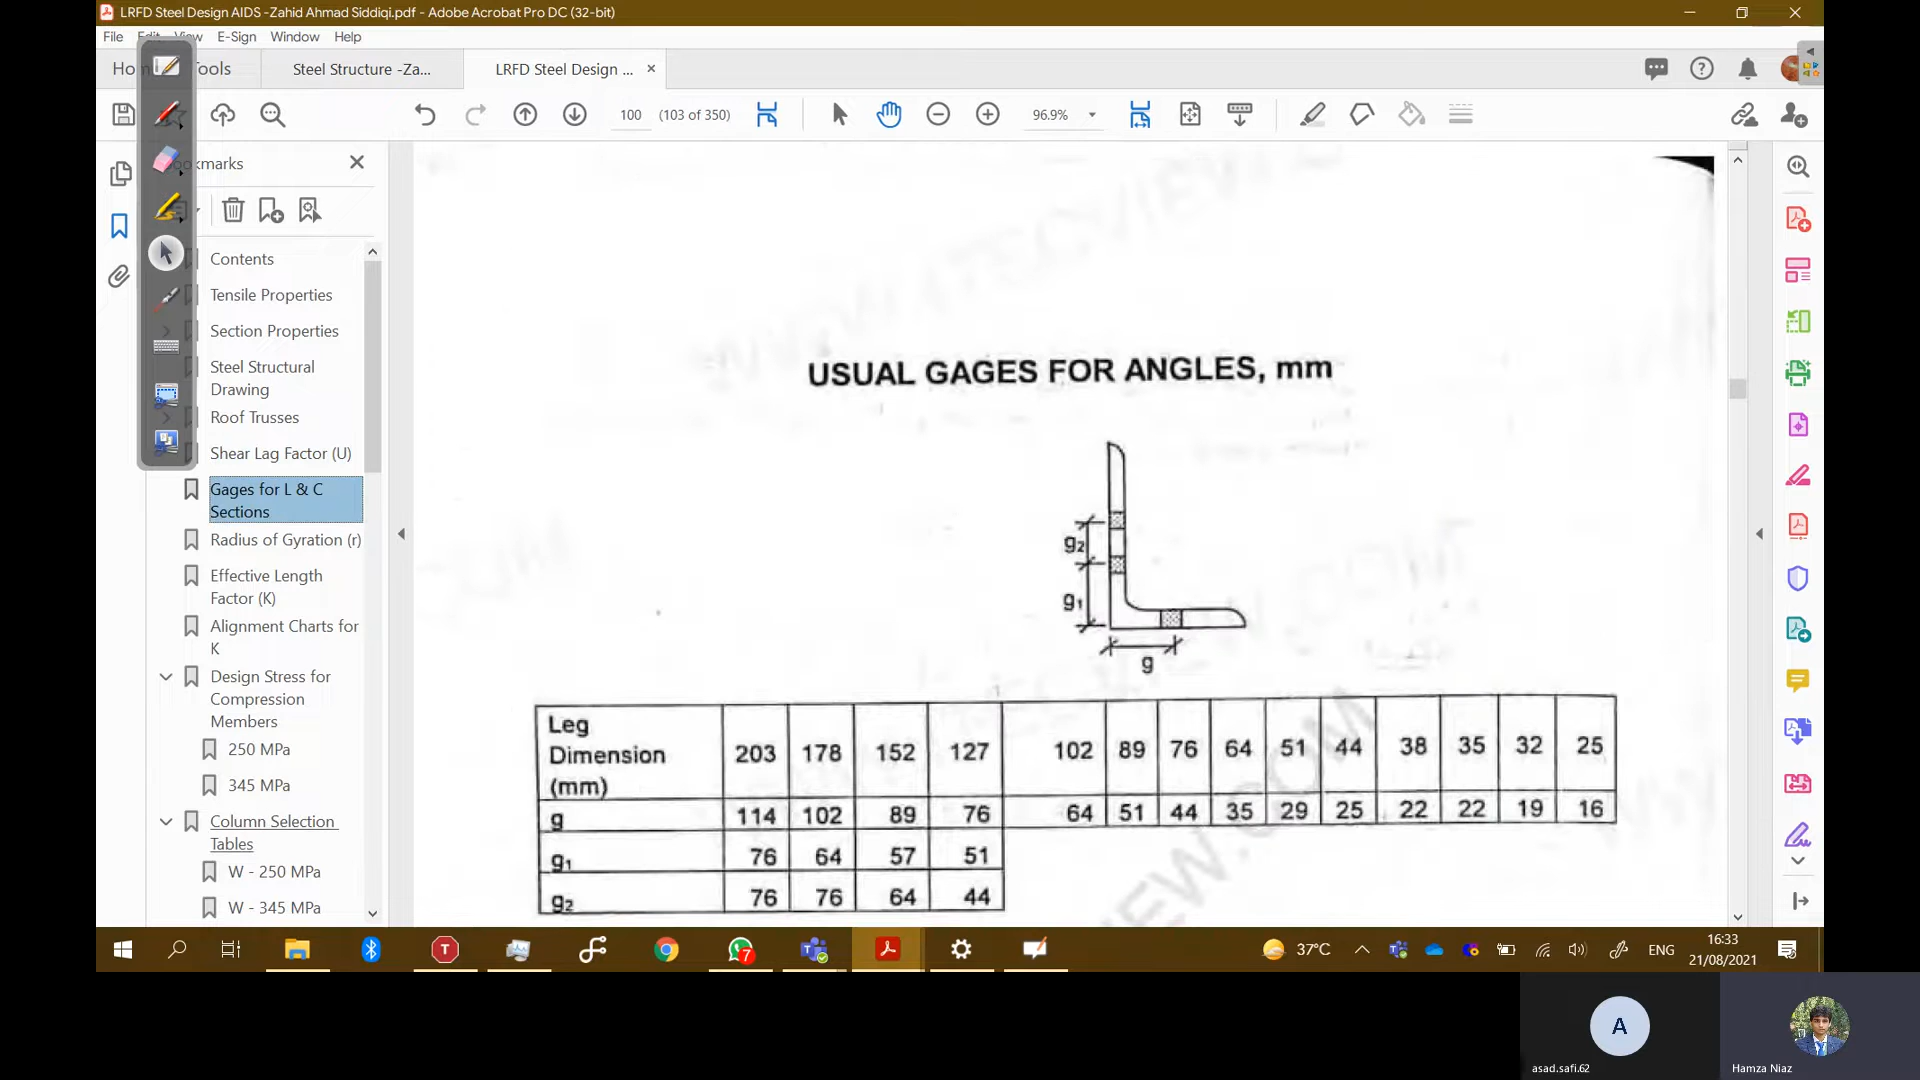 LRFD Steel Design AIDS -Zahid Ahmad Siddiqi.pdf - Adobe Acrobat Pro DC (32-bit)
File Edit View E-Sign Window Help
Steel Structure -Za...
LRFD Steel Design ...
100 (103 of 350)
96.9%
Contents
Tensile Properties
Section Properties
Steel Structural
Drawing
Roof Trusses
Shear Lag Factor (U)
Gages for L & C
Sections
Radius of Gyration (r)
Effective Length
Factor (K)
Alignment Charts for
K
Design Stress for
Compression
Members
250 MPa
345 MPa
Column Selection
Tables
W - 250 MPa
W - 345 MPa
USUAL GAGES FOR ANGLES, mm
g₂
g₁
g
Leg
Dimension
(mm)
203 178 152 127 102 89 76 64 51 44 38 35 32 25
g 114 102 89 76 64 51 44 35 29 25 22 22 19 16
g₁ 76 64 57 51
g₂ 76 76 64 44
7
37°C
ENG
16:33
21/08/2021
A
asad.safi.62
Hamza Niaz